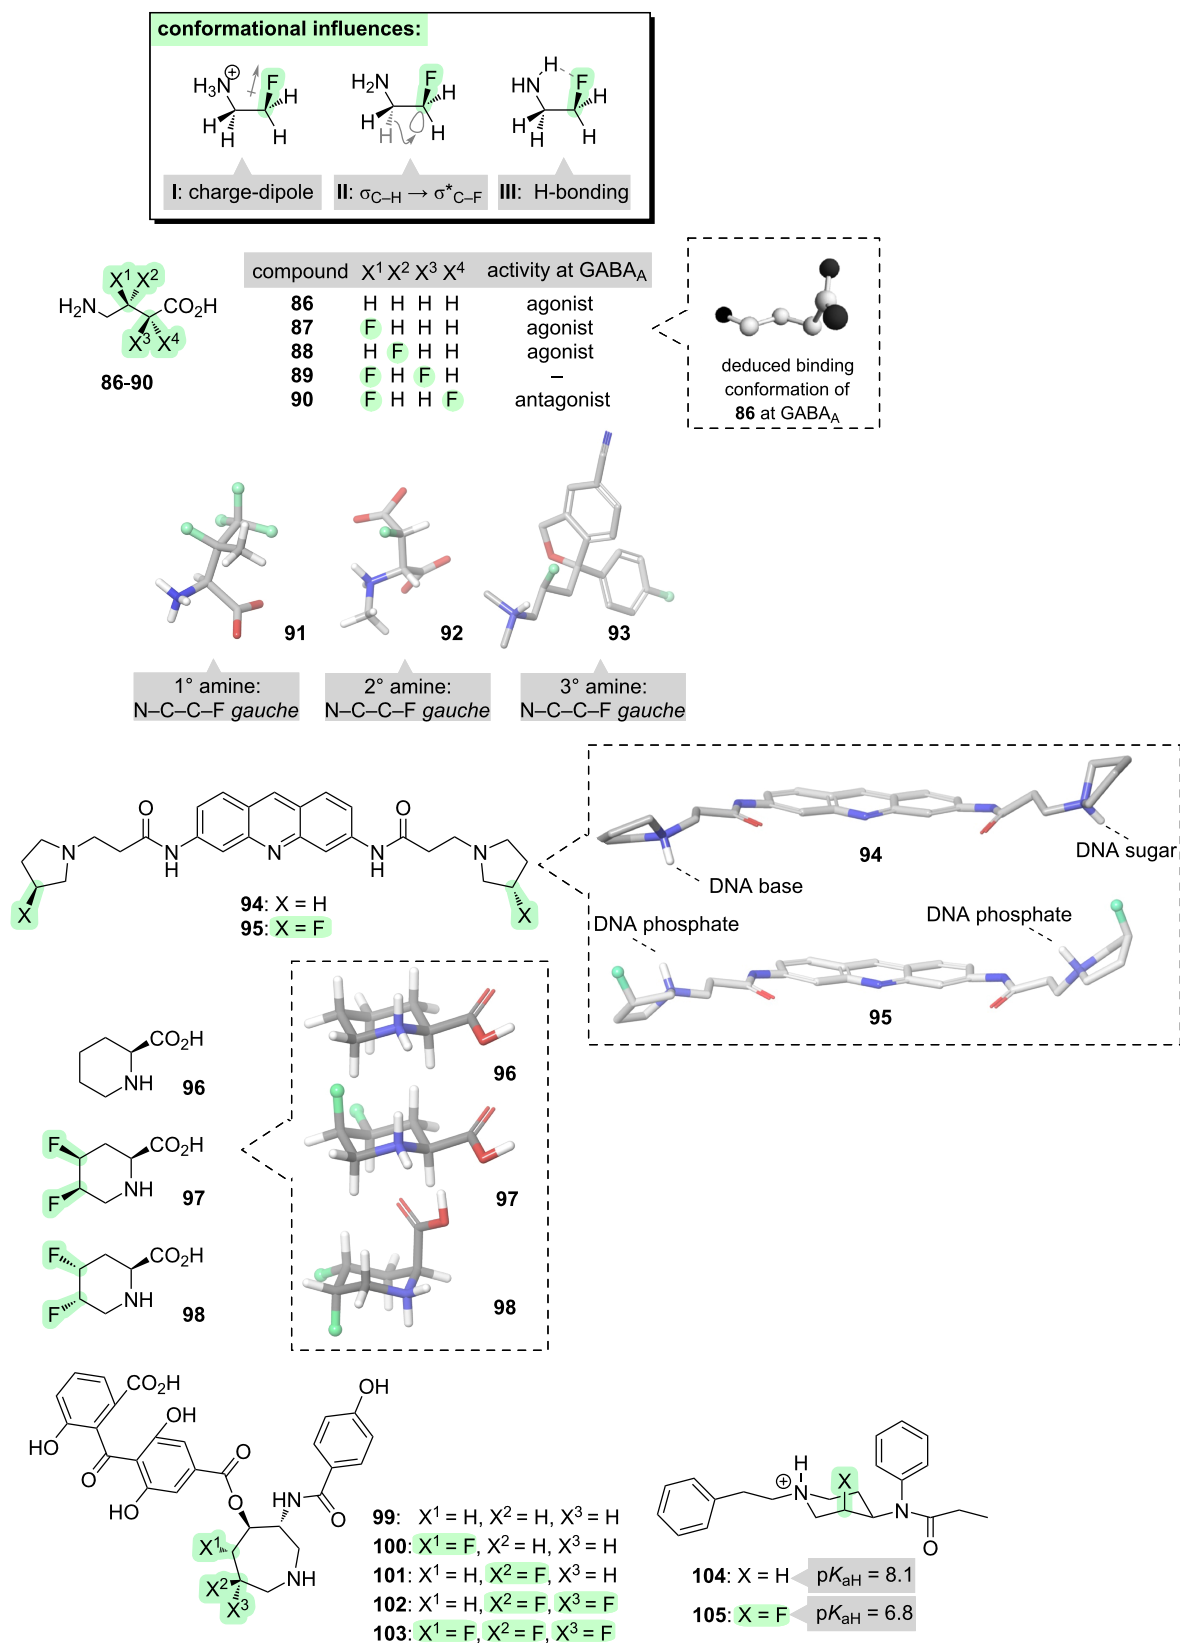 conformational influences:
H₃N ⊕ F H H H H
H₂N F H H H H
H HN F H H H H
I: charge-dipole
II: σC–H → σ*C–F
III: H-bonding
X¹ X²
H₂N CO₂H
X³ X⁴
86-90
compound X¹ X² X³ X⁴ activity at GABAA
86 H H H H agonist
87 F H H H agonist
88 H F H H agonist
89 F H F H –
90 F H H F antagonist
deduced binding
conformation of
86 at GABAA
91
92
93
1° amine:
N–C–C–F gauche
2° amine:
N–C–C–F gauche
3° amine:
N–C–C–F gauche
O O
N NH N NH N
X X
94: X = H
95: X = F
94
DNA sugar
DNA base
DNA phosphate
DNA phosphate
95
CO₂H
NH
96
F CO₂H
F NH
97
F CO₂H
F NH
98
96
97
98
CO₂H
OH
HO
O
OH
O
O
OH
HN
O
X¹
X²
X³
NH
99: X¹ = H, X² = H, X³ = H
100: X¹ = F, X² = H, X³ = H
101: X¹ = H, X² = F, X³ = H
102: X¹ = H, X² = F, X³ = F
103: X¹ = F, X² = F, X³ = F
H
⊕ N
X
N
O
104: X = H pKaH = 8.1
105: X = F pKaH = 6.8